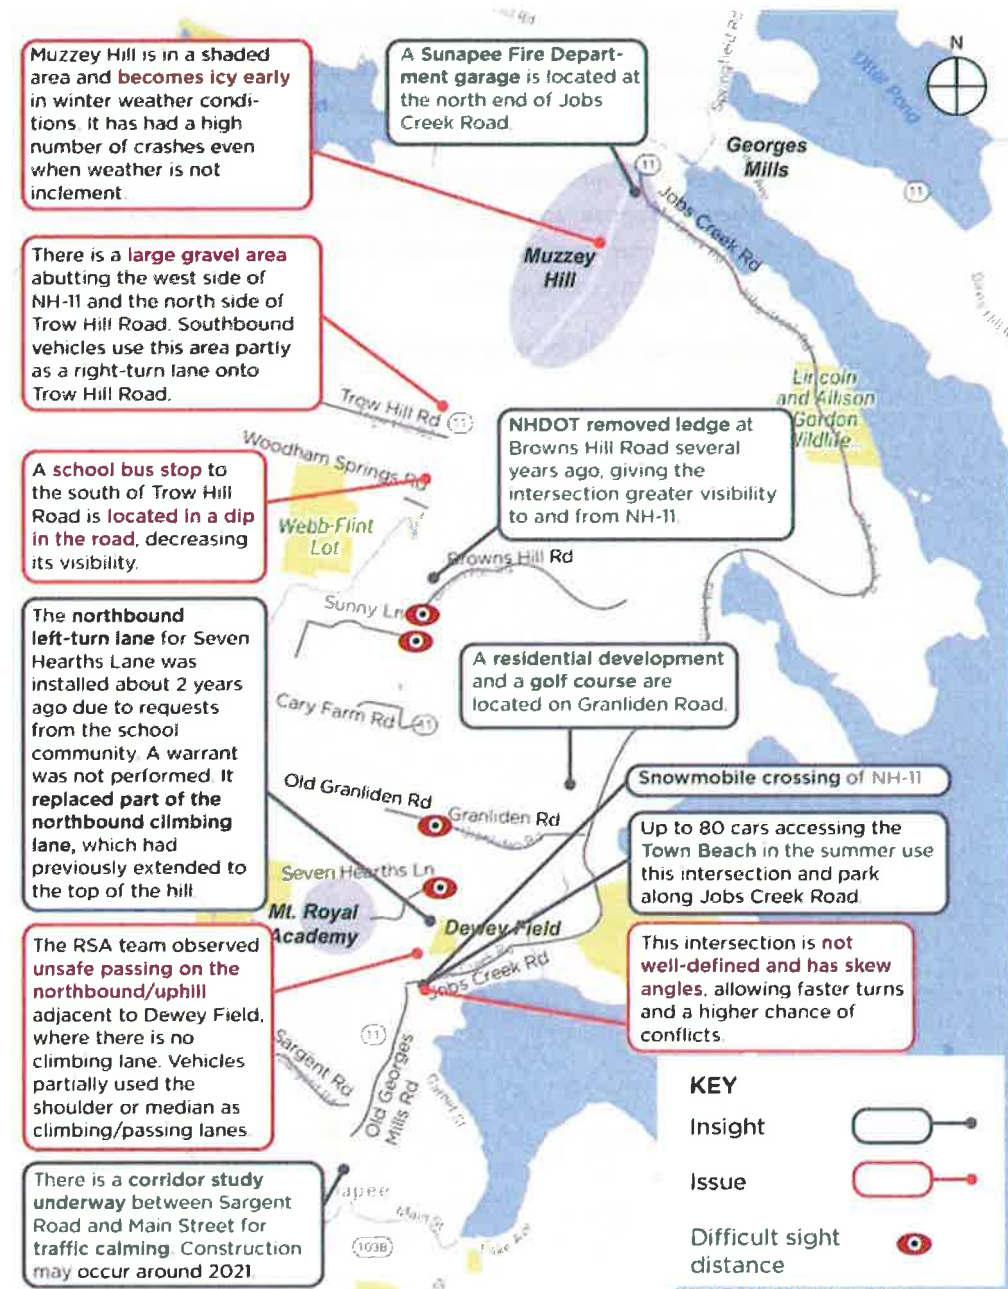 Muzzey Hill is in a shaded
area and becomes icy early
in winter weather condi-
tions. It has had a high
number of crashes even
when weather is not
inclement.
A Sunapee Fire Depart-
ment garage is located at
the north end of Jobs
Creek Road.
Springfield Rd
Otter Pond
N
Georges
Mills
11
11
Jobs Creek Rd
Muzzey
Hill
There is a large gravel area
abutting the west side of
NH-11 and the north side of
Trow Hill Road. Southbound
vehicles use this area partly
as a right-turn lane onto
Trow Hill Road.
Trow Hill Rd
11
Lincoln
and Allison
Gordon
Wildlife...
Woodham Springs Rd
NHDOT removed ledge at
Browns Hill Road several
years ago, giving the
intersection greater visibility
to and from NH-11.
A school bus stop to
the south of Trow Hill
Road is located in a dip
in the road, decreasing
its visibility.
Webb-Flint
Lot
Browns Hill Rd
Sunny Ln
The northbound
left-turn lane for Seven
Hearths Lane was
installed about 2 years
ago due to requests
from the school
community. A warrant
was not performed. It
replaced part of the
northbound climbing
lane, which had
previously extended to
the top of the hill.
A residential development
and a golf course are
located on Granliden Road.
Cary Farm Rd
Old Granliden Rd
Granliden Rd
Snowmobile crossing of NH-11
Up to 80 cars accessing the
Town Beach in the summer use
this intersection and park
along Jobs Creek Road.
Seven Hearths Ln
Mt. Royal
Academy
Dewey Field
The RSA team observed
unsafe passing on the
northbound/uphill
adjacent to Dewey Field,
where there is no
climbing lane. Vehicles
partially used the
shoulder or median as
climbing/passing lanes.
This intersection is not
well-defined and has skew
angles, allowing faster turns
and a higher chance of
conflicts.
Jobs Creek Rd
11
Sargent Rd
Old Georges
Mills Rd
KEY
Insight
Issue
Difficult sight
distance
There is a corridor study
underway between Sargent
Road and Main Street for
traffic calming. Construction
may occur around 2021.
apee
Main St
103B
Lake Ave